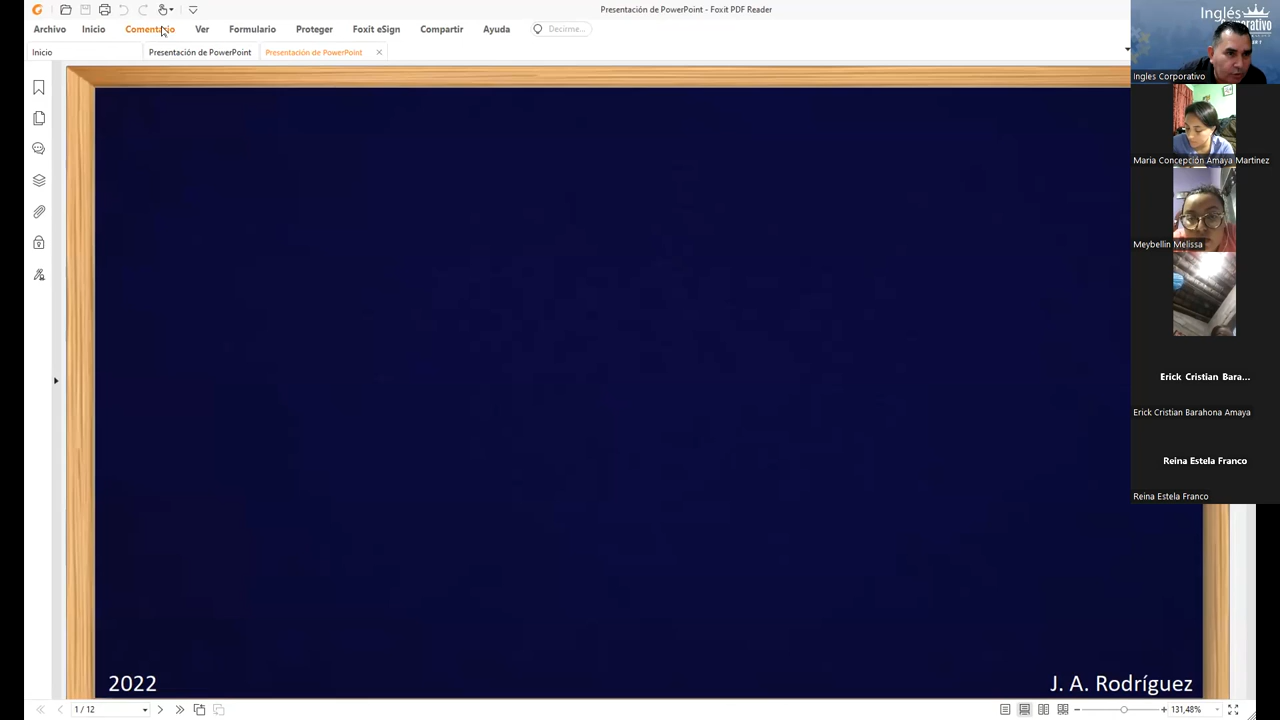 Presentación de PowerPoint - Foxit PDF Reader
Archivo Inicio Comentario Ver Formulario Proteger Foxit eSign Compartir Ayuda Decirme...
Inicio Presentación de PowerPoint Presentación de PowerPoint
Inglés
Corporativo
Ingles Corporativo
Maria Concepción Amaya Martinez
Meybellin Melissa
Erick Cristian Bara...
Erick Cristian Barahona Amaya
Reina Estela Franco
Reina Estela Franco
2022
J. A. Rodríguez
1 / 12
131,48%